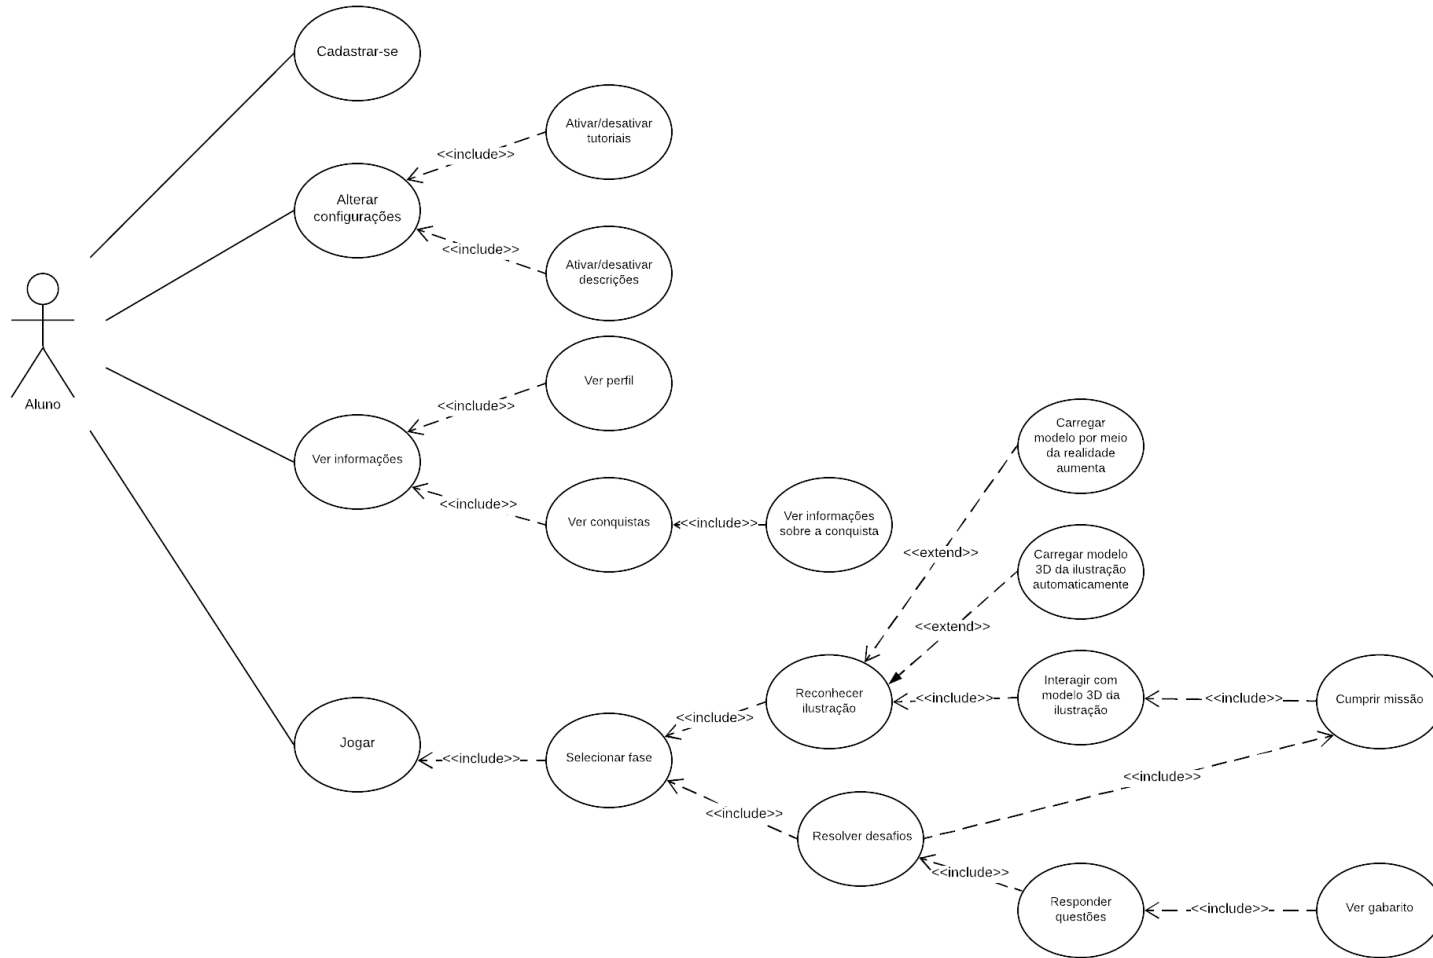 Cadastrar-se
Ativar/desativar
tutoriais
<<include>>
Alterar
configurações
<<include>>
Ativar/desativar
descrições
Aluno
Ver perfil
<<include>>
Ver informações
<<include>>
Ver conquistas
<<include>>
Ver informações
sobre a conquista
Carregar
modelo por meio
da realidade
aumenta
<<extend>>
Carregar modelo
3D da ilustração
automaticamente
<<extend>>
Reconhecer
ilustração
<<include>>
Interagir com
modelo 3D da
ilustração
<<include>>
Cumprir missão
<<include>>
Jogar
<<include>>
Selecionar fase
<<include>>
<<include>>
Resolver desafios
<<include>>
Responder
questões
<<include>>
Ver gabarito